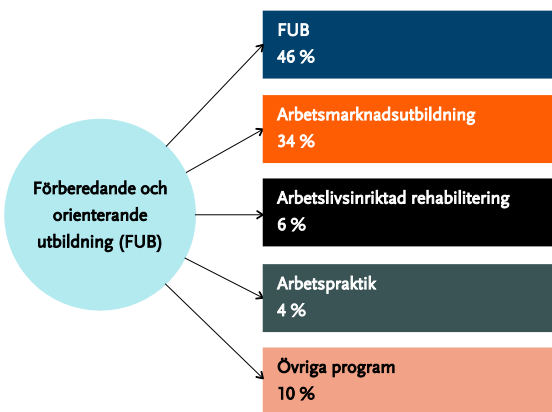 Förberedande och
orienterande
utbildning (FUB)
FUB
46 %
Arbetsmarknadsutbildning
34 %
Arbetslivsinriktad rehabilitering
6 %
Arbetspraktik
4 %
Övriga program
10 %